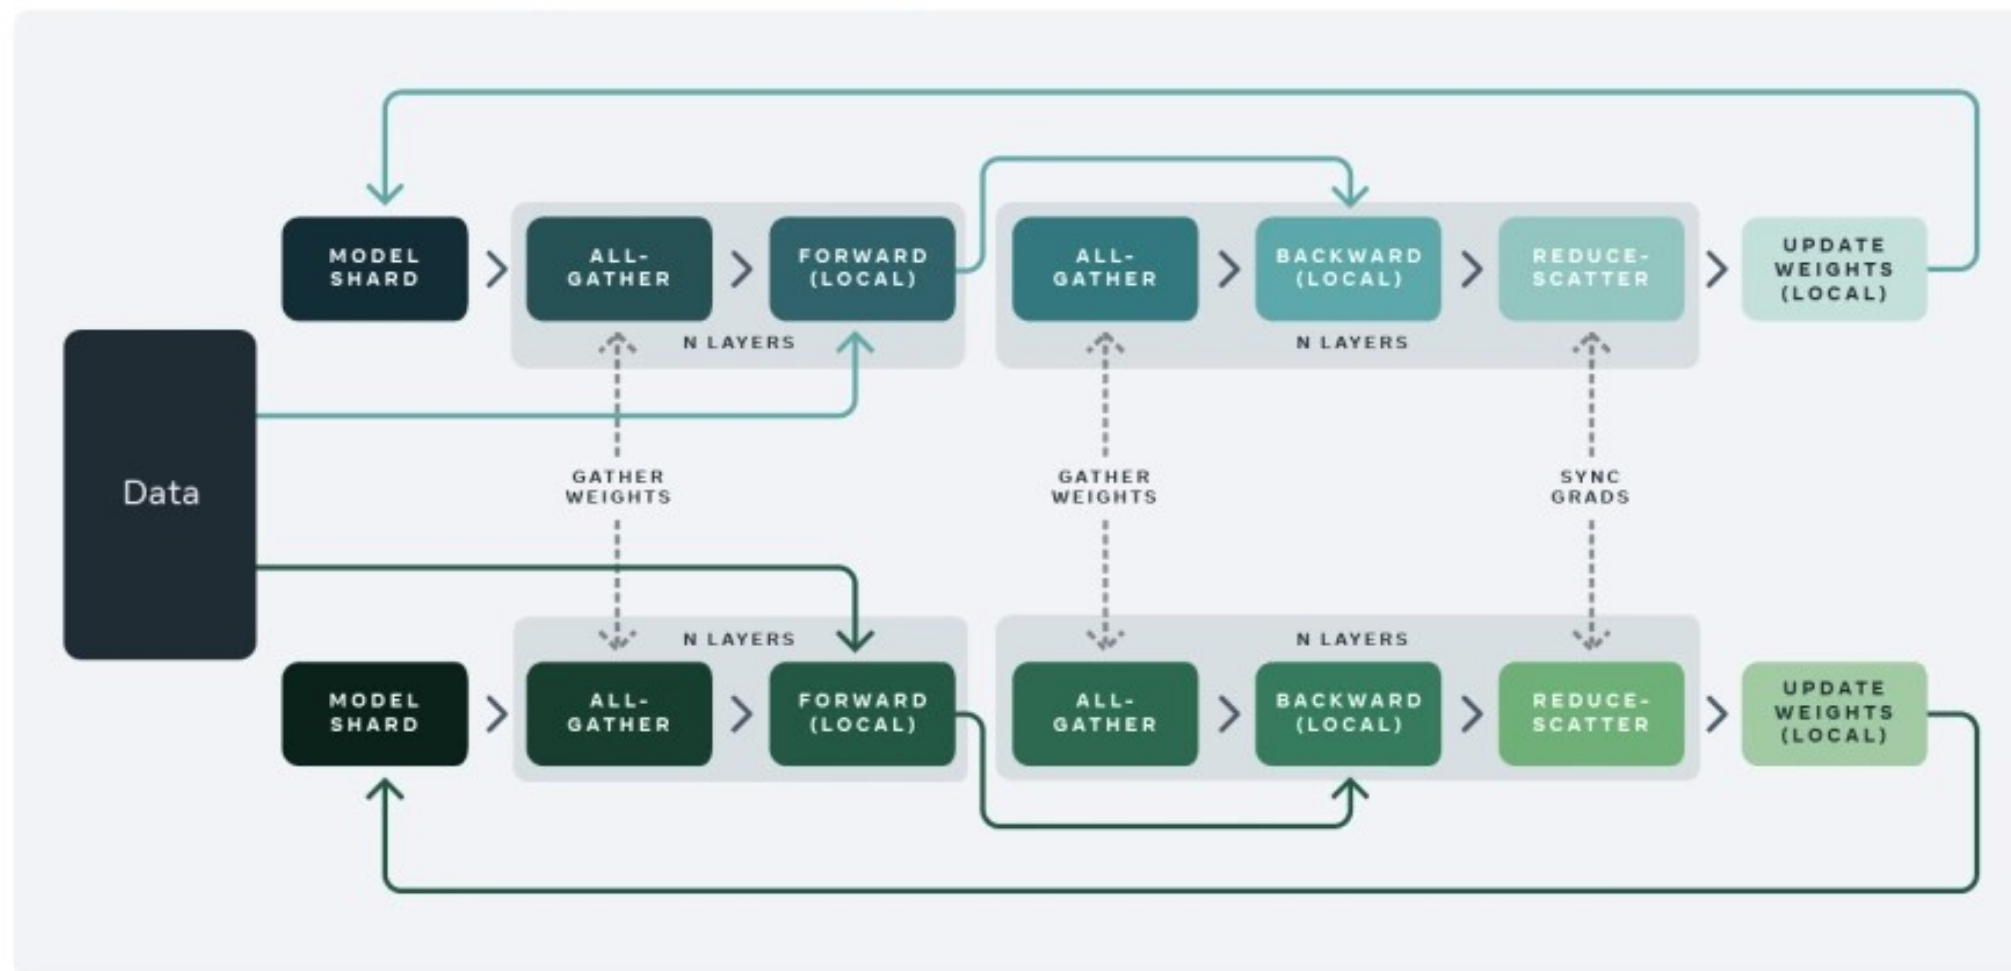 MODEL
SHARD
ALL-
GATHER
FORWARD
(LOCAL)
ALL-
GATHER
BACKWARD
(LOCAL)
REDUCE-
SCATTER
UPDATE
WEIGHTS
(LOCAL)
N LAYERS
N LAYERS
Data
GATHER
WEIGHTS
GATHER
WEIGHTS
SYNC
GRADS
N LAYERS
N LAYERS
MODEL
SHARD
ALL-
GATHER
FORWARD
(LOCAL)
ALL-
GATHER
BACKWARD
(LOCAL)
REDUCE-
SCATTER
UPDATE
WEIGHTS
(LOCAL)